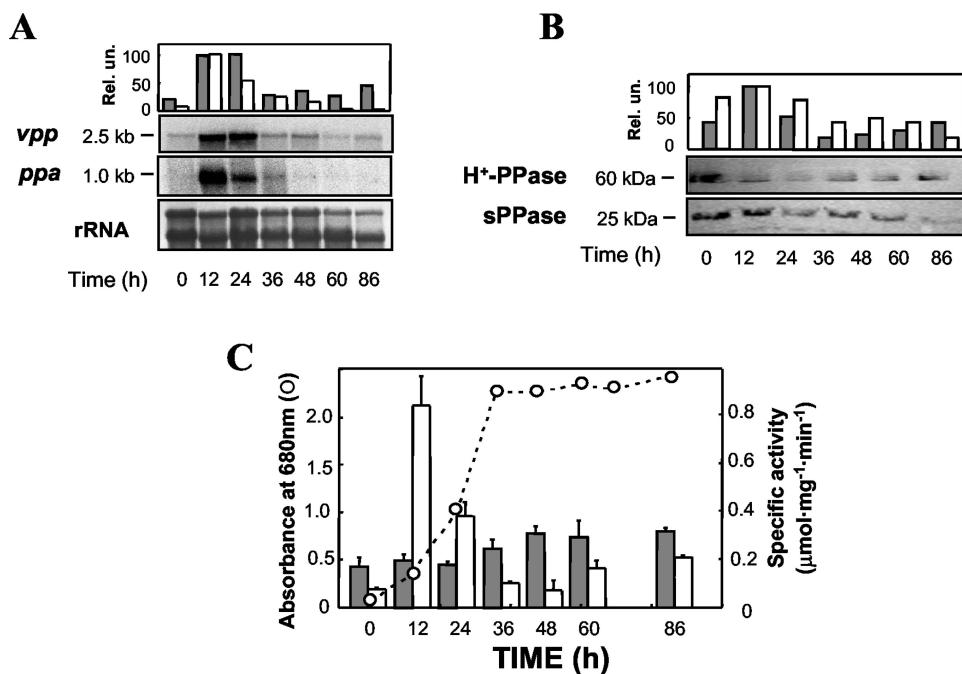 A
Rel. un.
100
50
0
vpp
2.5 kb
ppa
1.0 kb
rRNA
Time (h) 0 12 24 36 48 60 86
B
Rel. un.
100
50
0
H⁺-PPase
60 kDa
sPPase
25 kDa
Time (h) 0 12 24 36 48 60 86
C
Absorbance at 680nm (O)
2.0
1.5
1.0
0.5
0
0.8
0.6
0.4
0.2
0
Specific activity
(μmol·mg⁻¹·min⁻¹)
0 12 24 36 48 60 86
TIME (h)